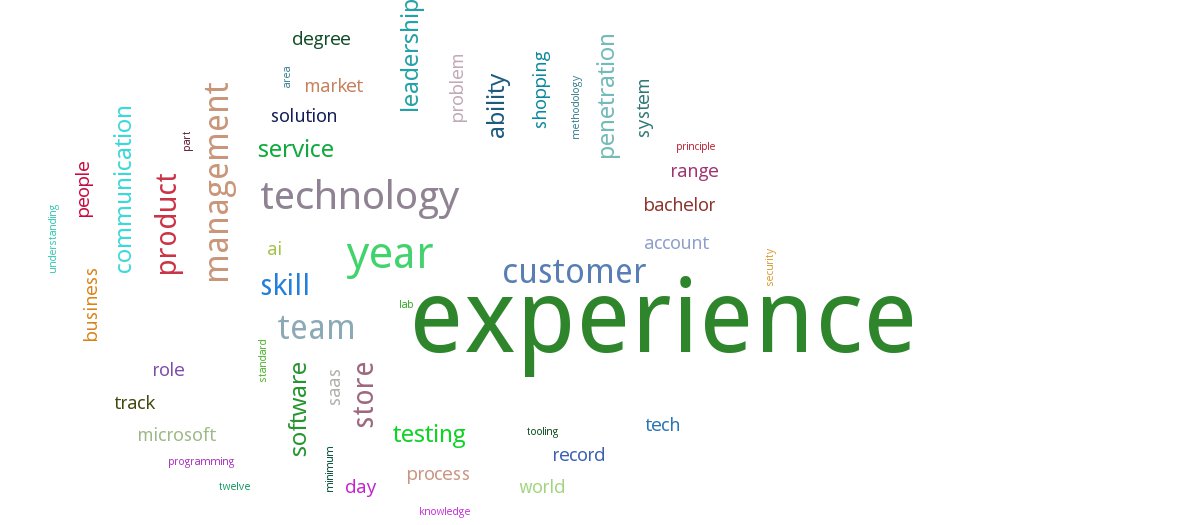 leadership
degree
area
market
problem
ability
shopping
methodology
penetration
system
solution
management
communication
part
service
principle
range
people
product
technology
bachelor
understanding
ai
year
account
security
business
skill
customer
lab
experience
team
standard
role
software
saas
store
track
microsoft
testing
tooling
tech
programming
minimum
record
process
twelve
day
world
knowledge